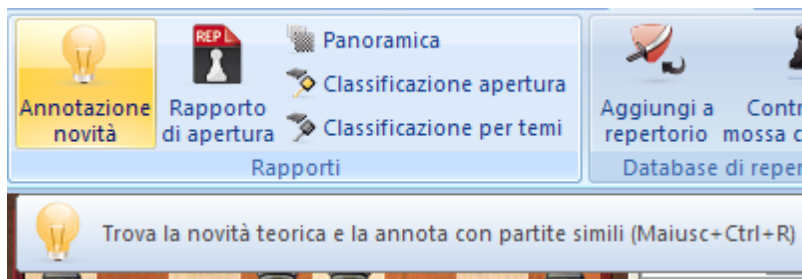 REP L
Annotazione
novità
Rapporto
di apertura
Panoramica
Classificazione apertura
Classificazione per temi
Rapporti
Aggiungi a
repertorio
mossa
Database di
Trova la novità teorica e la annota con partite simili (Maiusc+Ctrl+R)